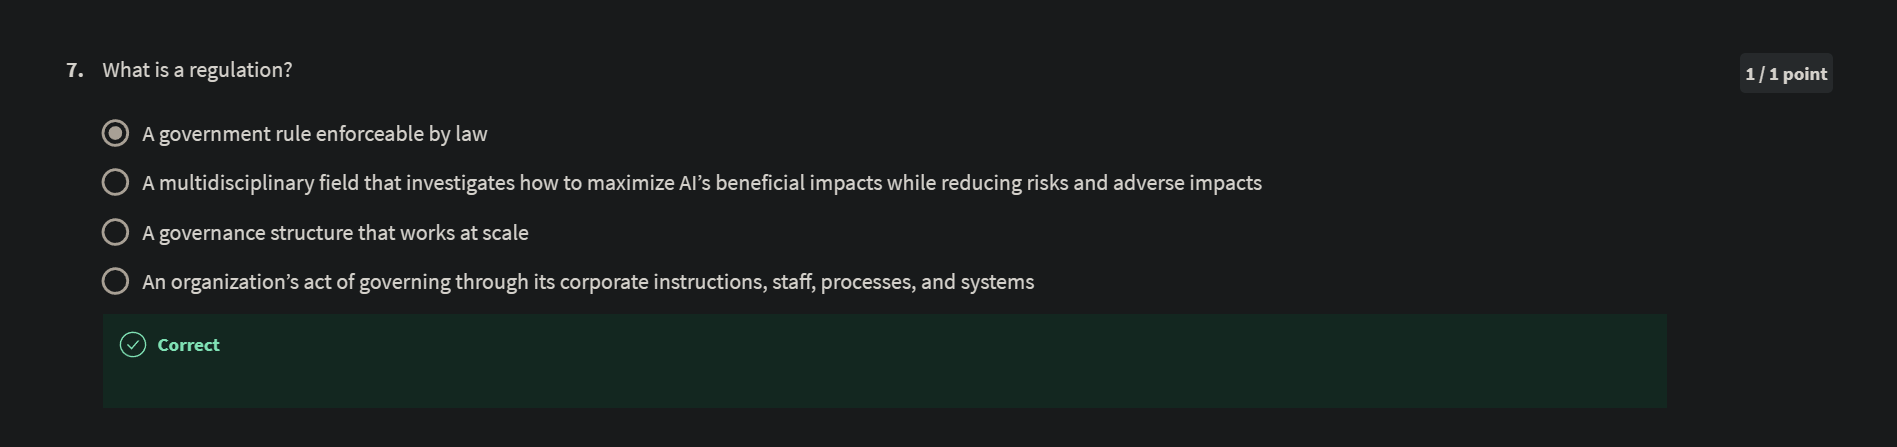 7. What is a regulation?
1 / 1 point
A government rule enforceable by law
A multidisciplinary field that investigates how to maximize AI’s beneficial impacts while reducing risks and adverse impacts
A governance structure that works at scale
An organization’s act of governing through its corporate instructions, staff, processes, and systems
Correct